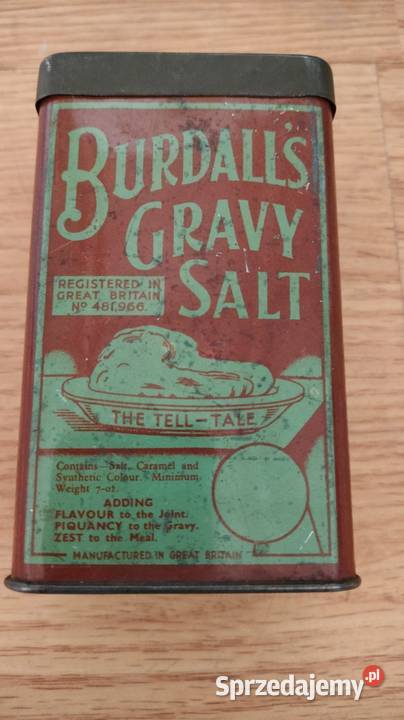 BURDALL'S
GRAVY
SALT
REGISTERED IN
GREAT BRITAIN
No 481,966.
THE TELL-TALE
Contains—Salt, Caramel and
Synthetic Colour. Minimum
Weight 7-oz.
ADDING
FLAVOUR to the Joint.
PIQUANCY to the Gravy.
ZEST to the Meal.
MANUFACTURED IN GREAT BRITAIN
Sprzedajemy.pl